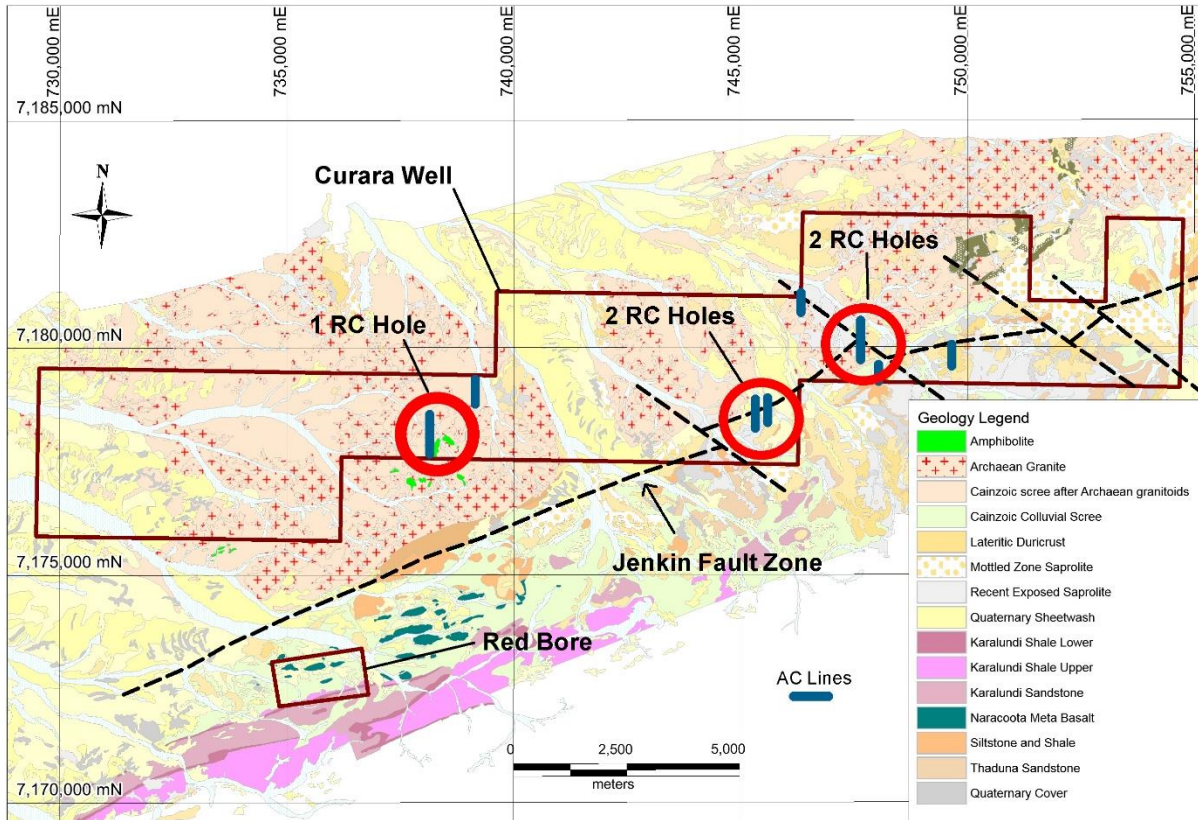 730,000 mE
735,000 mE
740,000 mE
745,000 mE
750,000 mE
755,000 mE
7,185,000 mN
N
Curara Well
2 RC Holes
1 RC Hole
2 RC Holes
7,180,000 mN
Jenkin Fault Zone
7,175,000 mN
Red Bore
AC Lines
0 2,500 5,000
meters
7,170,000 mN
Geology Legend
Amphibolite
Archaean Granite
Cainzoic scree after Archaean granitoids
Cainzoic Colluvial Scree
Lateritic Duricrust
Mottled Zone Saprolite
Recent Exposed Saprolite
Quaternary Sheetwash
Karalundi Shale Lower
Karalundi Shale Upper
Karalundi Sandstone
Naracoota Meta Basalt
Siltstone and Shale
Thaduna Sandstone
Quaternary Cover